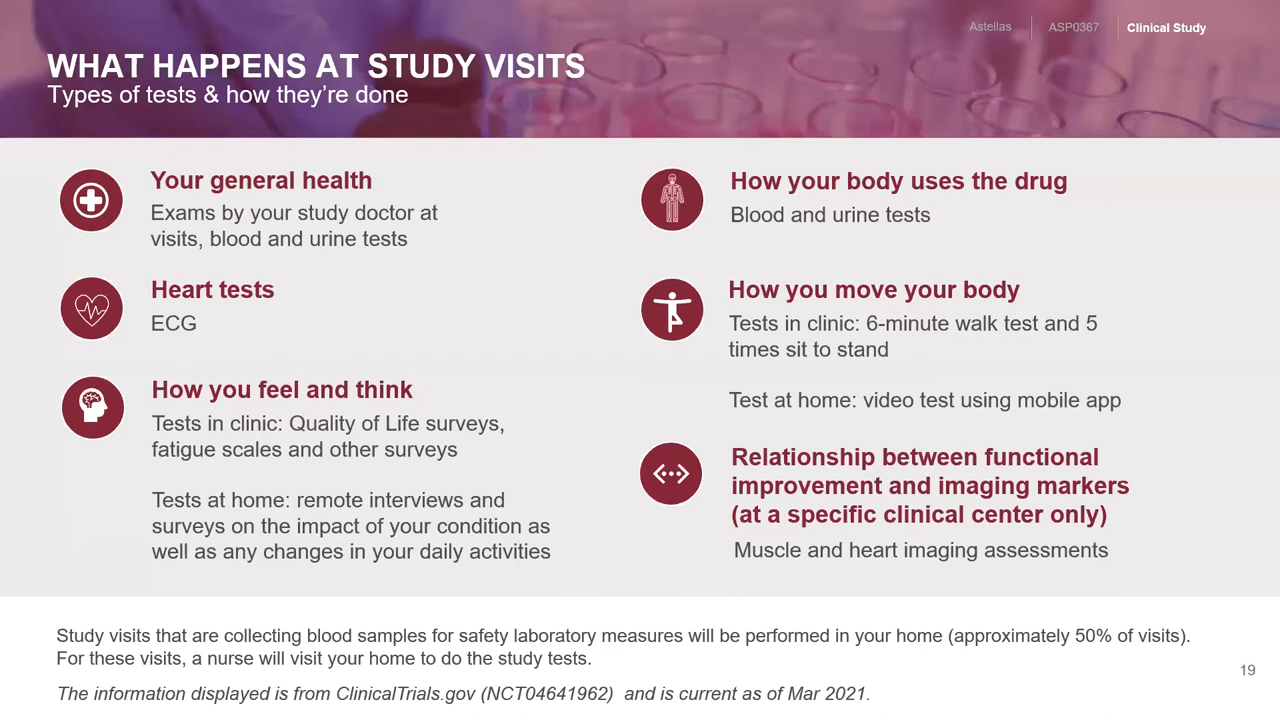 Astellas ASP0367 Clinical Study
WHAT HAPPENS AT STUDY VISITS
Types of tests & how they're done
Your general health
Exams by your study doctor at
visits, blood and urine tests
Heart tests
ECG
How you feel and think
Tests in clinic: Quality of Life surveys,
fatigue scales and other surveys
Tests at home: remote interviews and
surveys on the impact of your condition as
well as any changes in your daily activities
How your body uses the drug
Blood and urine tests
How you move your body
Tests in clinic: 6-minute walk test and 5
times sit to stand
Test at home: video test using mobile app
Relationship between functional
improvement and imaging markers
(at a specific clinical center only)
Muscle and heart imaging assessments
Study visits that are collecting blood samples for safety laboratory measures will be performed in your home (approximately 50% of visits).
For these visits, a nurse will visit your home to do the study tests.
The information displayed is from ClinicalTrials.gov (NCT04641962) and is current as of Mar 2021.
19